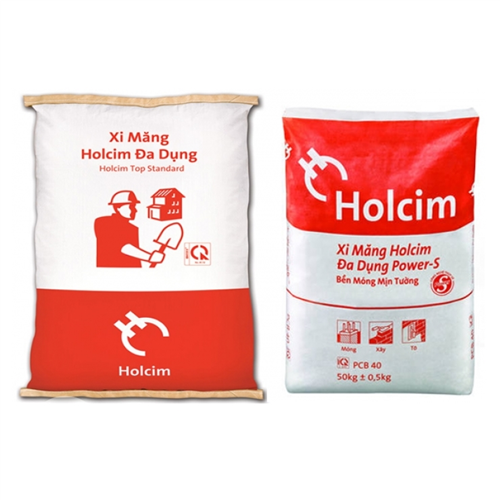 Xi Măng
Holcim Đa Dụng
Holcim Top Standard
Holcim
Holcim
Xi Măng Holcim
Đa Dụng Power-S
Bền Móng Mịn Tường
Móng
Xây
Tô
PCB 40
50kg ± 0,5kg